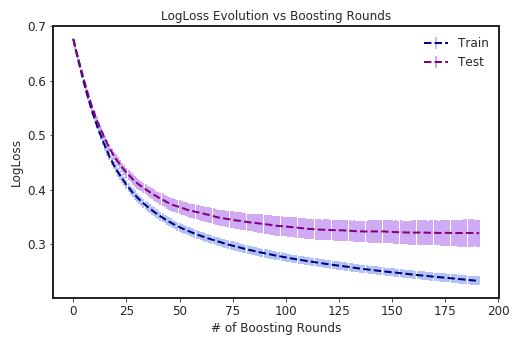 LogLoss Evolution vs Boosting Rounds
0.7
0.6
0.5
0.4
0.3
LogLoss
Train
Test
0 25 50 75 100 125 150 175 200
# of Boosting Rounds